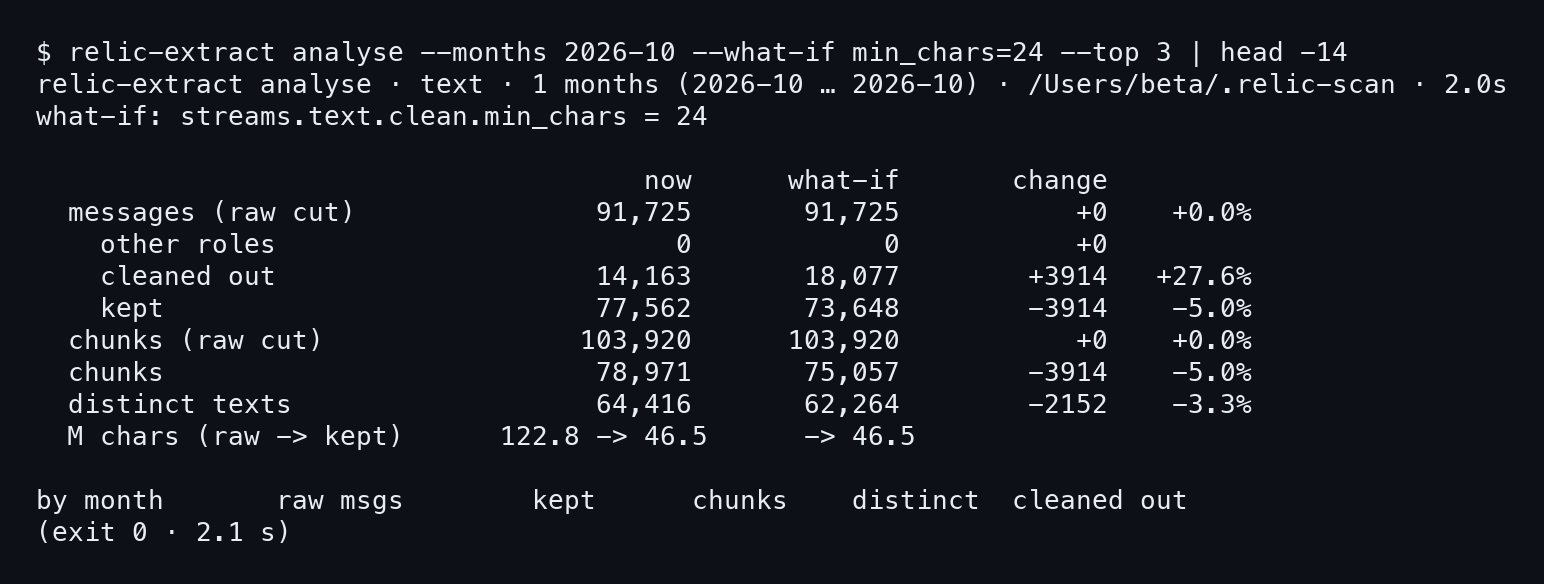 $ relic-extract analyse --months 2026-10 --what-if min_chars=24 --top 3 | head -14
relic-extract analyse · text · 1 months (2026-10 … 2026-10) · /Users/beta/.relic-scan · 2.0s
what-if: streams.text.clean.min_chars = 24
now what-if change
messages (raw cut) 91,725 91,725 +0 +0.0%
other roles 0 0 +0
cleaned out 14,163 18,077 +3914 +27.6%
kept 77,562 73,648 -3914 -5.0%
chunks (raw cut) 103,920 103,920 +0 +0.0%
chunks 78,971 75,057 -3914 -5.0%
distinct texts 64,416 62,264 -2152 -3.3%
M chars (raw -> kept) 122.8 -> 46.5 -> 46.5
by month raw msgs kept chunks distinct cleaned out
(exit 0 · 2.1 s)